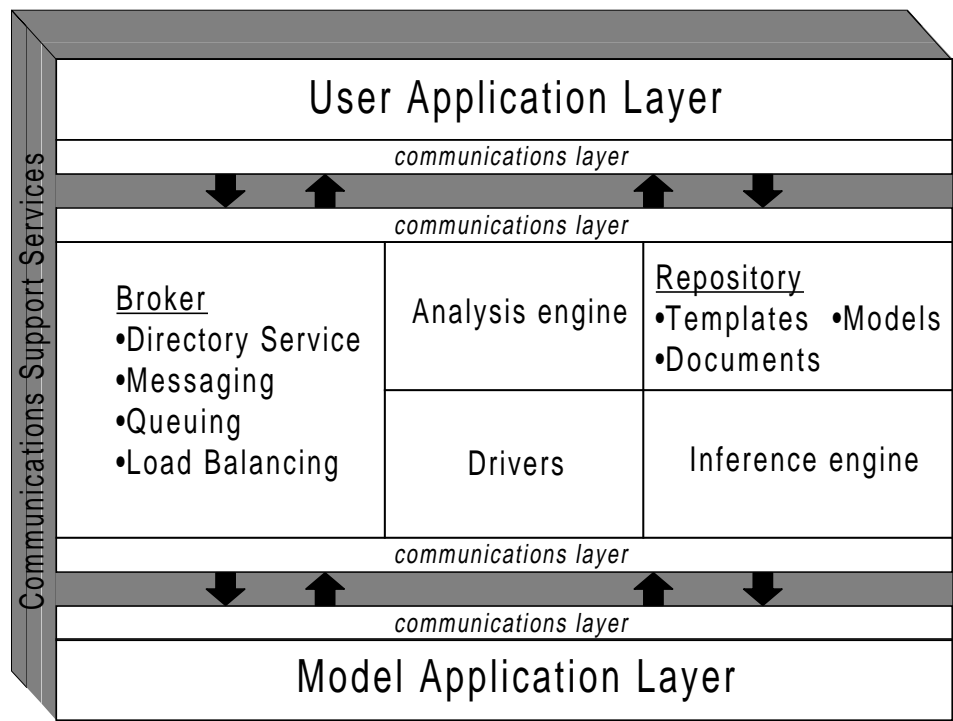 User Application Layer
communications layer
communications layer
Broker
•Directory Service
•Messaging
•Queuing
•Load Balancing
Analysis engine
Repository
•Templates •Models
•Documents
Drivers
Inference engine
communications layer
communications layer
Model Application Layer
Communications Support Services